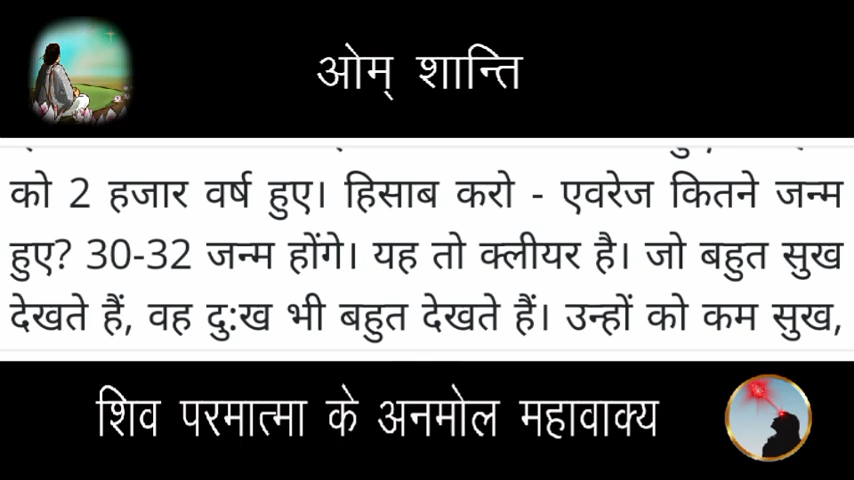 ओम् शान्ति
को 2 हजार वर्ष हुए। हिसाब करो - एवरेज कितने जन्म
हुए? 30-32 जन्म होंगे। यह तो क्लीयर है। जो बहुत सुख
देखते हैं, वह दु:ख भी बहुत देखते हैं। उन्हों को कम सुख,
शिव परमात्मा के अनमोल महावाक्य